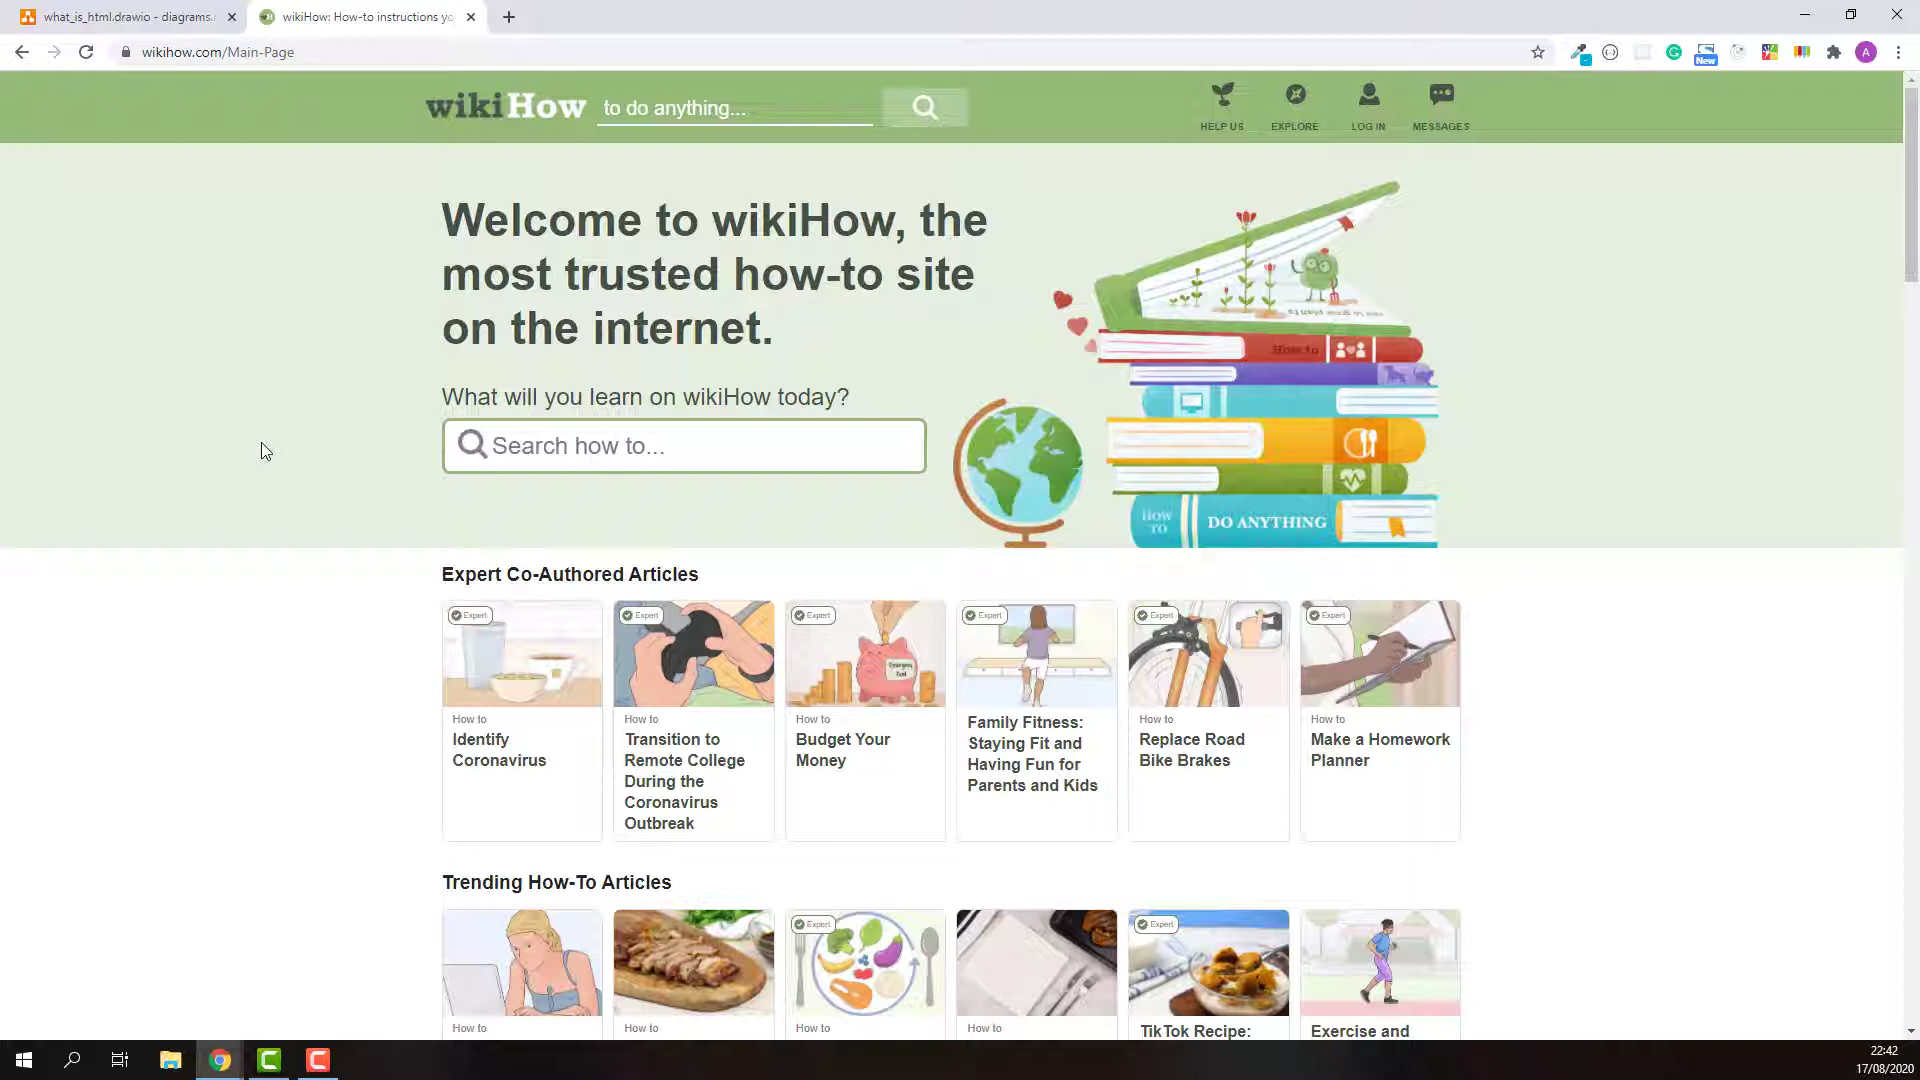 what_is_html.drawio - diagrams.
wikiHow: How-to instructions yo
wikihow.com/Main-Page
New
A
wikiHow
to do anything...
HELP US
EXPLORE
LOG IN
MESSAGES
Welcome to wikiHow, the
most trusted how-to site
on the internet.
What will you learn on wikiHow today?
Search how to...
How to
HOW
TO
DO ANYTHING
Expert Co-Authored Articles
Expert
Expert
Expert
Expert
Expert
Expert
Emergency
Fund
How to
Identify
Coronavirus
How to
Transition to
Remote College
During the
Coronavirus
Outbreak
How to
Budget Your
Money
Family Fitness:
Staying Fit and
Having Fun for
Parents and Kids
How to
Replace Road
Bike Brakes
How to
Make a Homework
Planner
Trending How-To Articles
Expert
Expert
How to
How to
How to
How to
TikTok Recipe:
Exercise and
22:42
17/08/2020